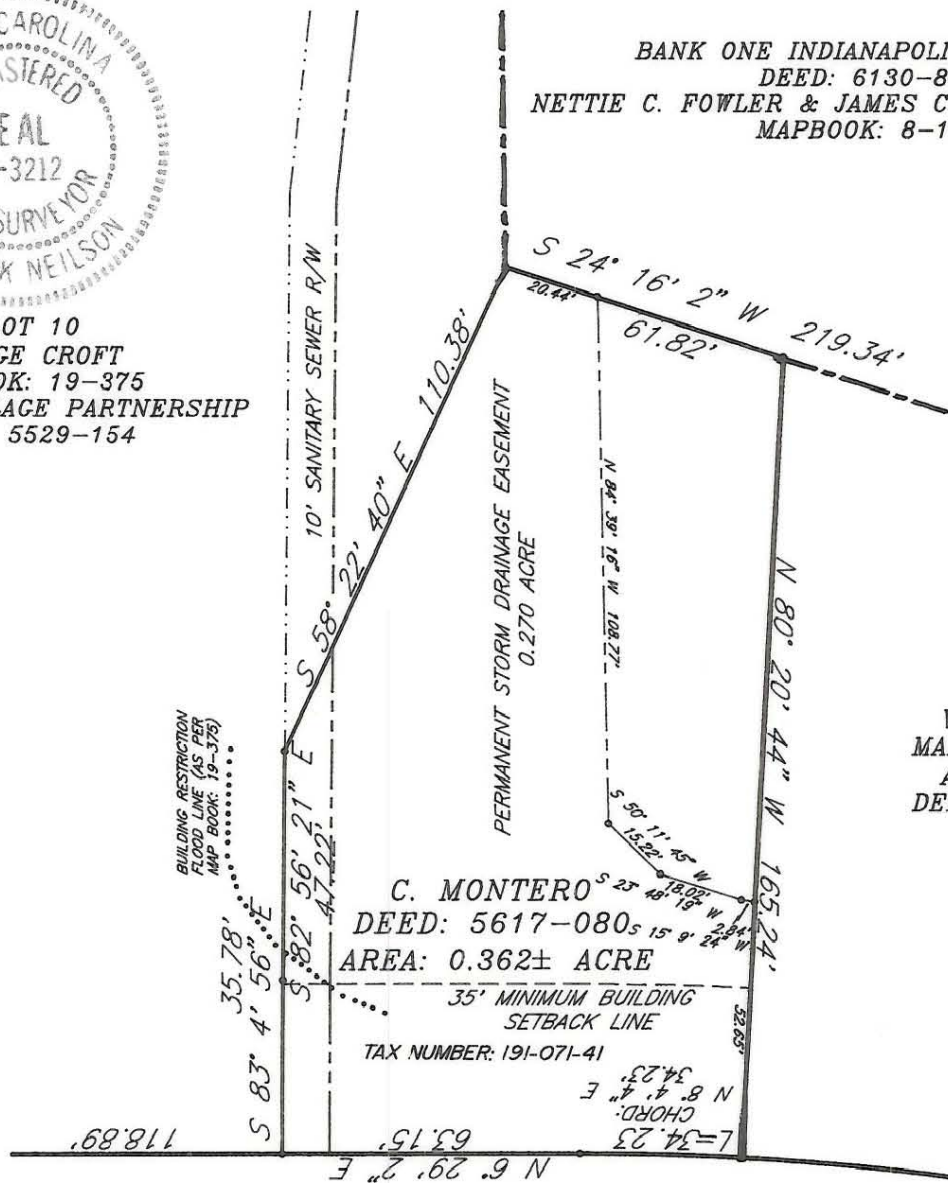 CAROLINA
EAL
-3212
SURVEYOR
K NEILSON
OT 10
GE CROFT
OK: 19-375
AGE PARTNERSHIP
5529-154
BANK ONE INDIANAPOLI
DEED: 6130-8
NETTIE C. FOWLER & JAMES C
MAPBOOK: 8-1
S 24° 16' 2" W 219.34'
20.44'
61.82'
10' SANITARY SEWER R/W
S 58° 22' 40" E 110.38'
PERMANENT STORM DRAINAGE EASEMENT
0.270 ACRE
N 84° 39' 16" W 108.77'
N 80° 20' 44" W 165.24'
BUILDING RESTRICTION
FLOOD LINE (AS PER
MAP BOOK: 19-375)
S 82° 56' 21" E
47.22'
S 50° 11' 45" W
15.22'
S 23° 48' 19" W
18.02'
S 15° 9' 24" W
2.84'
MA
DE
C. MONTERO
DEED: 5617-080
AREA: 0.362± ACRE
35' MINIMUM BUILDING
SETBACK LINE
TAX NUMBER: 191-071-41
52.65'
35.78'
S 83° 4' 56" E
CHORD:
N 8° 4' 4" E
34.23'
L=34.23
63.15'
118.89'
N 6° 29' 2" E